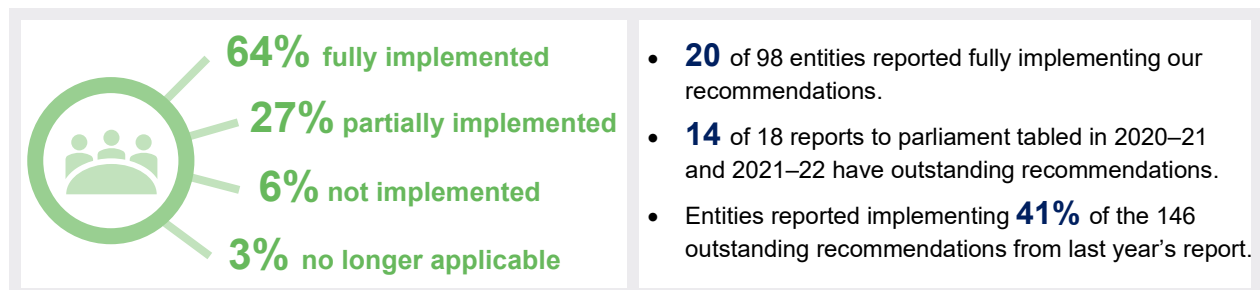 64% fully implemented
27% partially implemented
6% not implemented
3% no longer applicable
• 20 of 98 entities reported fully implementing our
recommendations.
• 14 of 18 reports to parliament tabled in 2020–21
and 2021–22 have outstanding recommendations.
• Entities reported implementing 41% of the 146
outstanding recommendations from last year’s report.